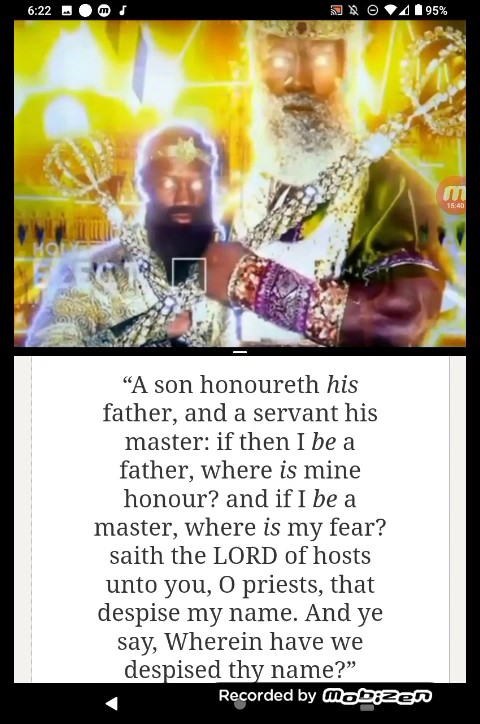 6:22
95%
15:40
HOLY
ELECT
“A son honoureth his
father, and a servant his
master: if then I be a
father, where is mine
honour? and if I be a
master, where is my fear?
saith the LORD of hosts
unto you, O priests, that
despise my name. And ye
say, Wherein have we
despised thy name?”
Recorded by mobizen